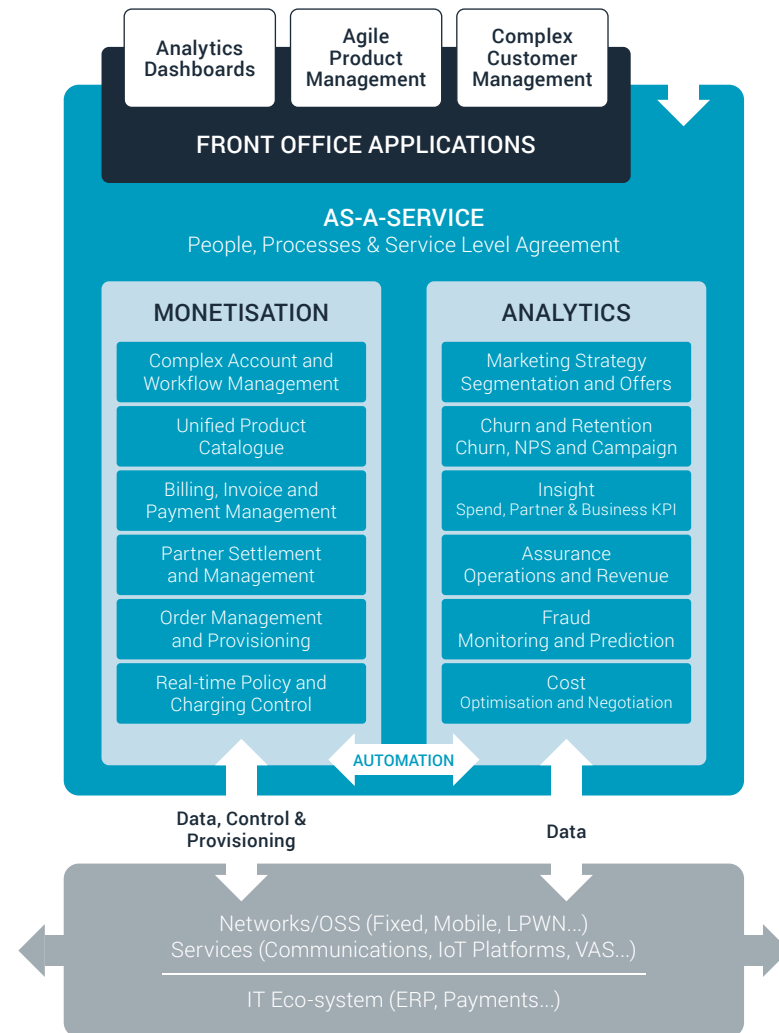 Analytics
Dashboards
Agile
Product
Management
Complex
Customer
Management
FRONT OFFICE APPLICATIONS
AS-A-SERVICE
People, Processes & Service Level Agreement
MONETISATION
Complex Account and
Workflow Management
Unified Product
Catalogue
Billing, Invoice and
Payment Management
Partner Settlement
and Management
Order Management
and Provisioning
Real-time Policy and
Charging Control
ANALYTICS
Marketing Strategy
Segmentation and Offers
Churn and Retention
Churn, NPS and Campaign
Insight
Spend, Partner & Business KPI
Assurance
Operations and Revenue
Fraud
Monitoring and Prediction
Cost
Optimisation and Negotiation
AUTOMATION
Data, Control &
Provisioning
Data
Networks/OSS (Fixed, Mobile, LPWN...)
Services (Communications, IoT Platforms, VAS...)
IT Eco-system (ERP, Payments...)